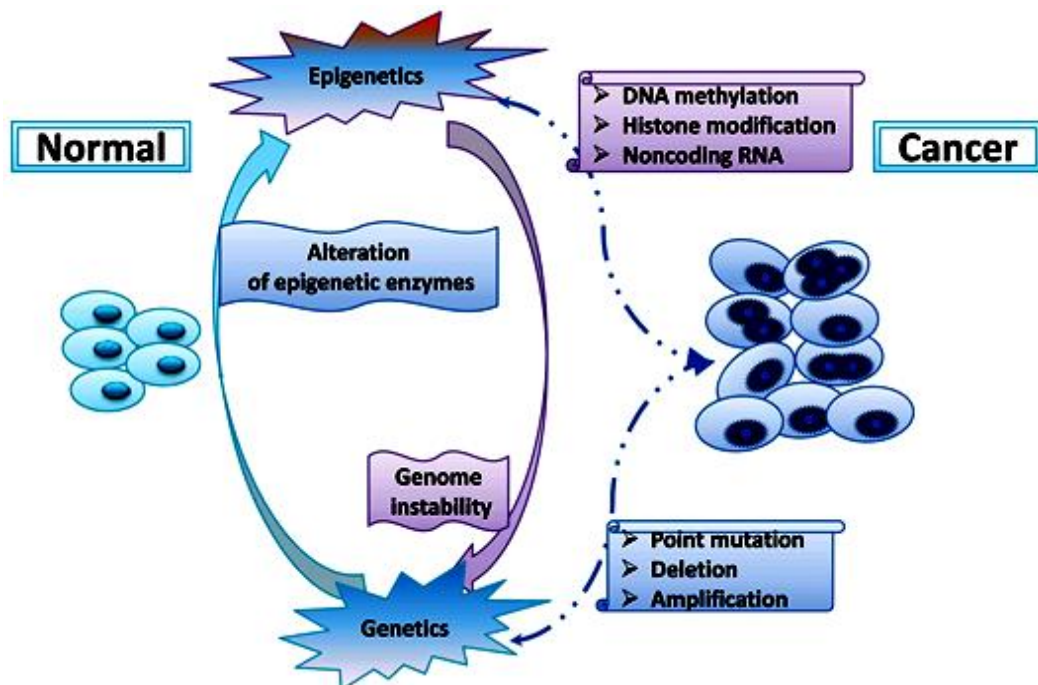 Epigenetics
➢ DNA methylation
➢ Histone modification
➢ Noncoding RNA
Normal
Cancer
Alteration
of epigenetic enzymes
Genome
instability
➢ Point mutation
➢ Deletion
➢ Amplification
Genetics